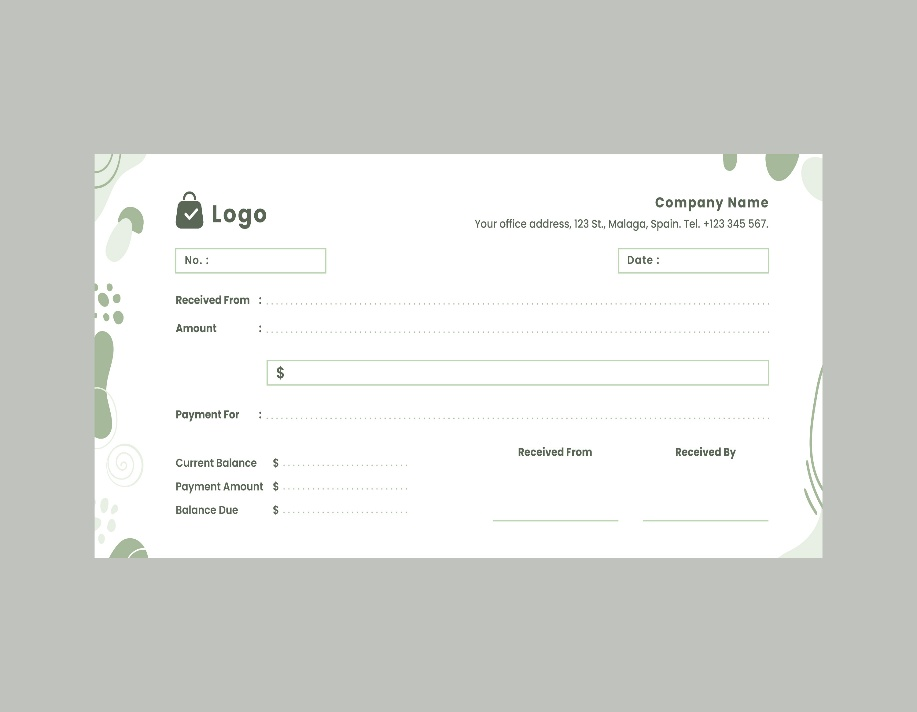 Logo
Company Name
Your office address, 123 St., Malaga, Spain. Tel. +123 345 567.
No. :
Date :
Received From :
Amount :
$
Payment For :
Received From
Received By
Current Balance $
Payment Amount $
Balance Due $